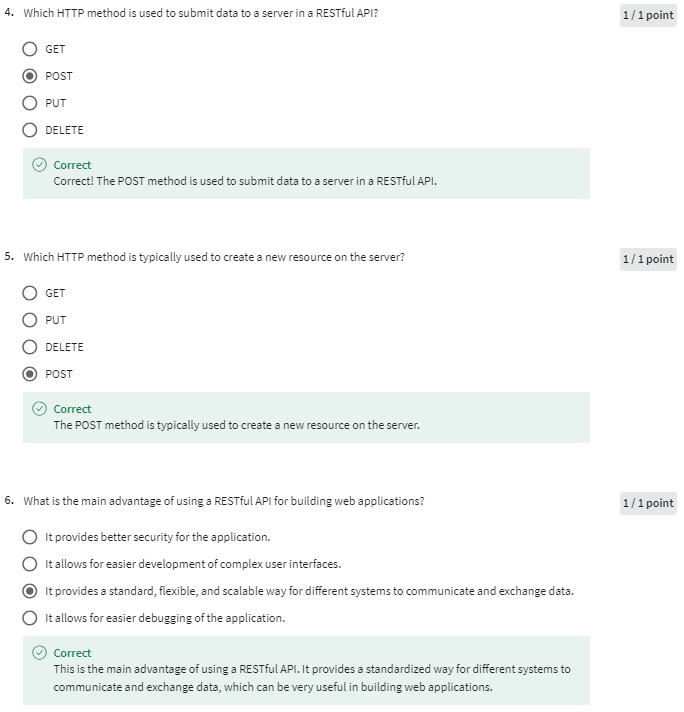 4. Which HTTP method is used to submit data to a server in a RESTful API?
1 / 1 point
GET
POST
PUT
DELETE
Correct
Correct! The POST method is used to submit data to a server in a RESTful API.
5. Which HTTP method is typically used to create a new resource on the server?
1 / 1 point
GET
PUT
DELETE
POST
Correct
The POST method is typically used to create a new resource on the server.
6. What is the main advantage of using a RESTful API for building web applications?
1 / 1 point
It provides better security for the application.
It allows for easier development of complex user interfaces.
It provides a standard, flexible, and scalable way for different systems to communicate and exchange data.
It allows for easier debugging of the application.
Correct
This is the main advantage of using a RESTful API. It provides a standardized way for different systems to
communicate and exchange data, which can be very useful in building web applications.